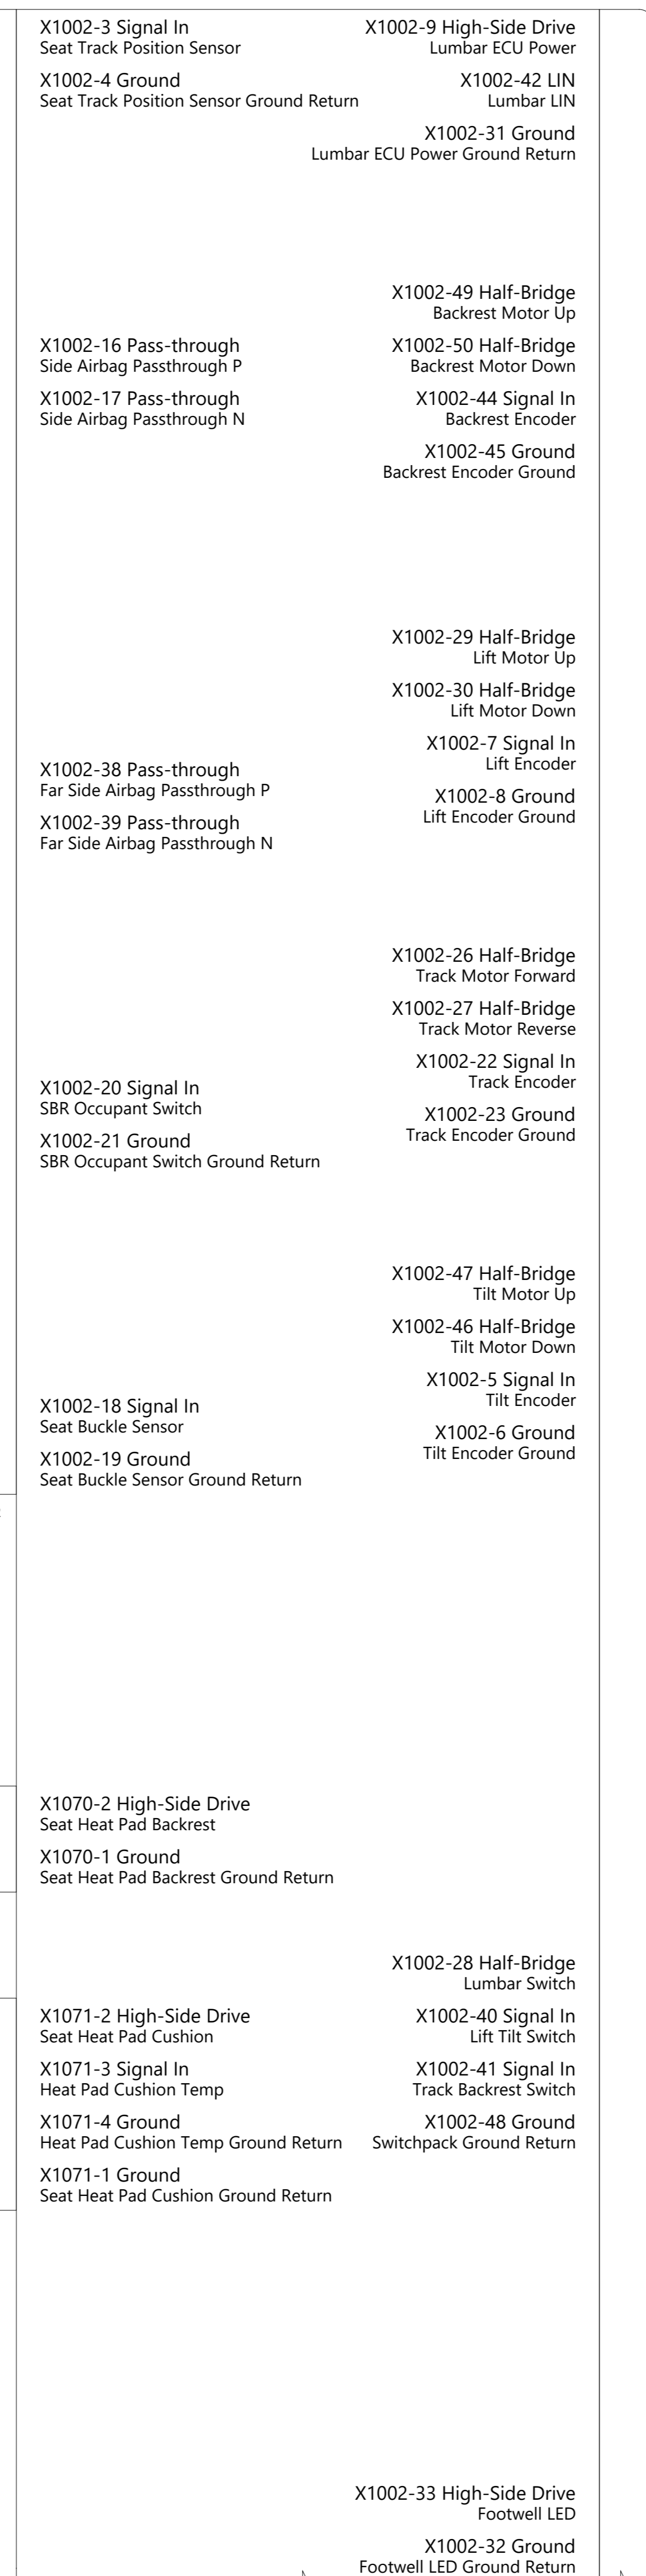 X1002-3 Signal In
Seat Track Position Sensor
X1002-4 Ground
Seat Track Position Sensor Ground Return
X1002-9 High-Side Drive
Lumbar ECU Power
X1002-42 LIN
Lumbar LIN
X1002-31 Ground
Lumbar ECU Power Ground Return
X1002-16 Pass-through
Side Airbag Passthrough P
X1002-17 Pass-through
Side Airbag Passthrough N
X1002-49 Half-Bridge
Backrest Motor Up
X1002-50 Half-Bridge
Backrest Motor Down
X1002-44 Signal In
Backrest Encoder
X1002-45 Ground
Backrest Encoder Ground
X1002-38 Pass-through
Far Side Airbag Passthrough P
X1002-39 Pass-through
Far Side Airbag Passthrough N
X1002-29 Half-Bridge
Lift Motor Up
X1002-30 Half-Bridge
Lift Motor Down
X1002-7 Signal In
Lift Encoder
X1002-8 Ground
Lift Encoder Ground
X1002-20 Signal In
SBR Occupant Switch
X1002-21 Ground
SBR Occupant Switch Ground Return
X1002-26 Half-Bridge
Track Motor Forward
X1002-27 Half-Bridge
Track Motor Reverse
X1002-22 Signal In
Track Encoder
X1002-23 Ground
Track Encoder Ground
X1002-18 Signal In
Seat Buckle Sensor
X1002-19 Ground
Seat Buckle Sensor Ground Return
X1002-47 Half-Bridge
Tilt Motor Up
X1002-46 Half-Bridge
Tilt Motor Down
X1002-5 Signal In
Tilt Encoder
X1002-6 Ground
Tilt Encoder Ground
X1070-2 High-Side Drive
Seat Heat Pad Backrest
X1070-1 Ground
Seat Heat Pad Backrest Ground Return
X1071-2 High-Side Drive
Seat Heat Pad Cushion
X1071-3 Signal In
Heat Pad Cushion Temp
X1071-4 Ground
Heat Pad Cushion Temp Ground Return
X1071-1 Ground
Seat Heat Pad Cushion Ground Return
X1002-28 Half-Bridge
Lumbar Switch
X1002-40 Signal In
Lift Tilt Switch
X1002-41 Signal In
Track Backrest Switch
X1002-48 Ground
Switchpack Ground Return
X1002-33 High-Side Drive
Footwell LED
X1002-32 Ground
Footwell LED Ground Return